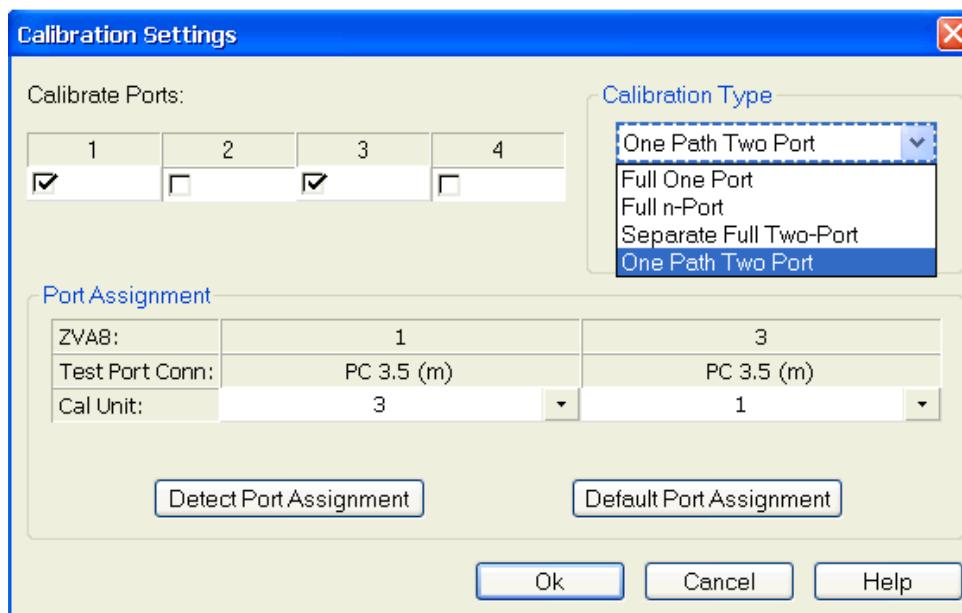 Calibration Settings
Calibrate Ports:
1 2 3 4
Calibration Type
One Path Two Port
Full One Port
Full n-Port
Separate Full Two-Port
One Path Two Port
Port Assignment
ZVA8: 1 3
Test Port Conn: PC 3.5 (m) PC 3.5 (m)
Cal Unit: 3 1
Detect Port Assignment Default Port Assignment
Ok Cancel Help